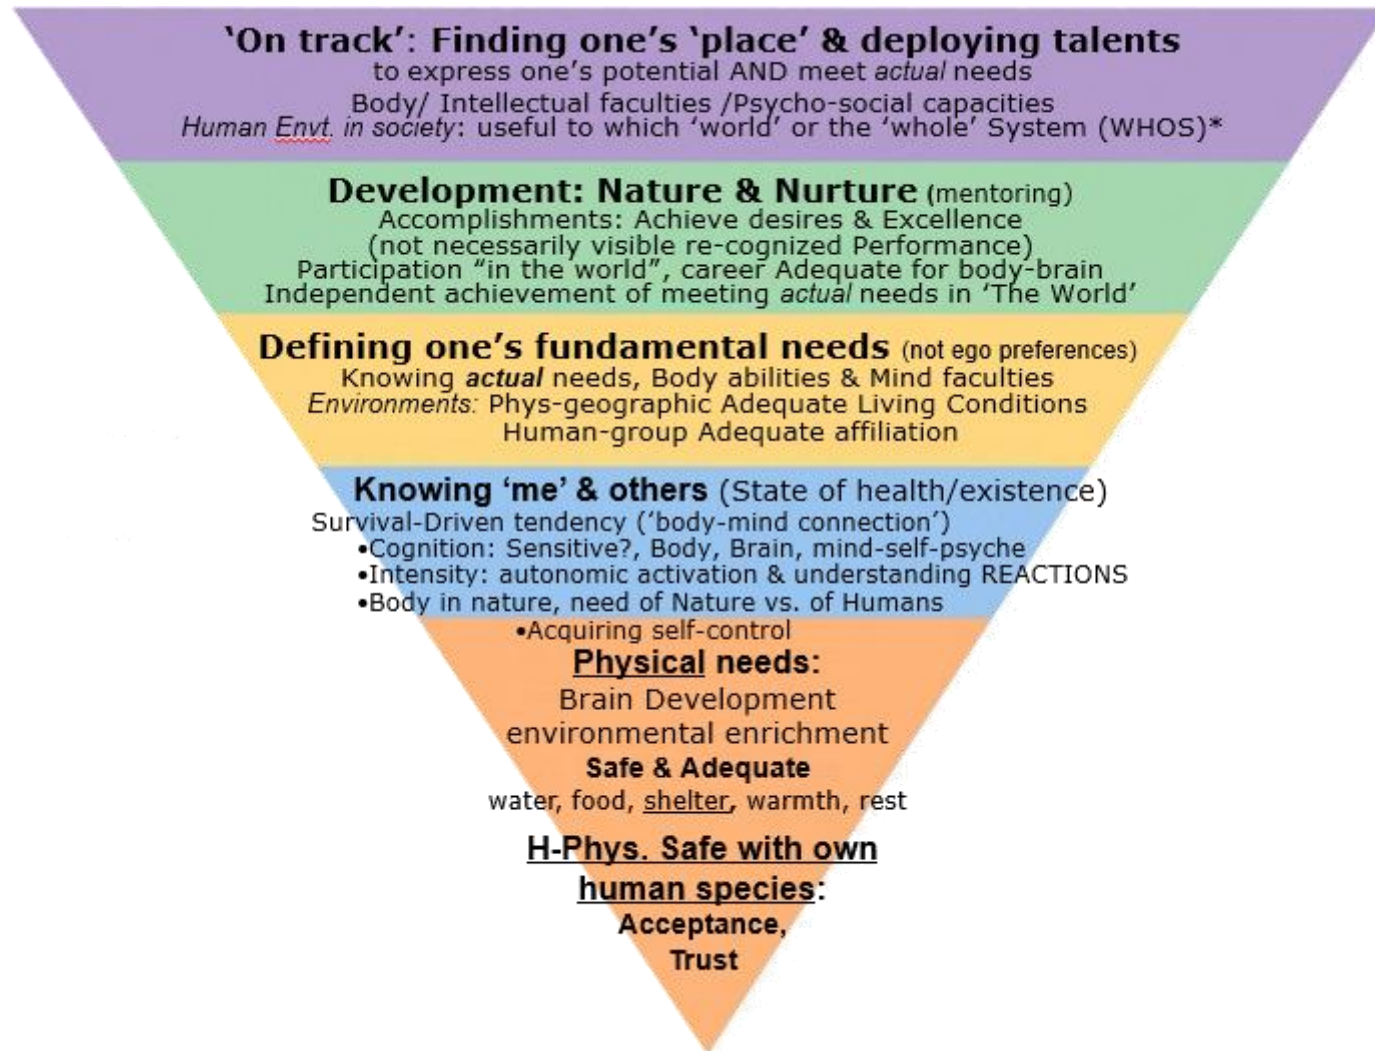 ‘On track’: Finding one’s ‘place’ & deploying talents
to express one’s potential AND meet actual needs
Body/ Intellectual faculties /Psycho-social capacities
Human Envt. in society: useful to which ‘world’ or the ‘whole’ System (WHOS)*
Development: Nature & Nurture (mentoring)
Accomplishments: Achieve desires & Excellence
(not necessarily visible re-cognized Performance)
Participation “in the world”, career Adequate for body-brain
Independent achievement of meeting actual needs in ‘The World’
Defining one’s fundamental needs (not ego preferences)
Knowing actual needs, Body abilities & Mind faculties
Environments: Phys-geographic Adequate Living Conditions
Human-group Adequate affiliation
Knowing ‘me’ & others (State of health/existence)
Survival-Driven tendency (‘body-mind connection’)
•Cognition: Sensitive?, Body, Brain, mind-self-psyche
•Intensity: autonomic activation & understanding REACTIONS
•Body in nature, need of Nature vs. of Humans
•Acquiring self-control
Physical needs:
Brain Development
environmental enrichment
Safe & Adequate
water, food, shelter, warmth, rest
H-Phys. Safe with own
human species:
Acceptance,
Trust